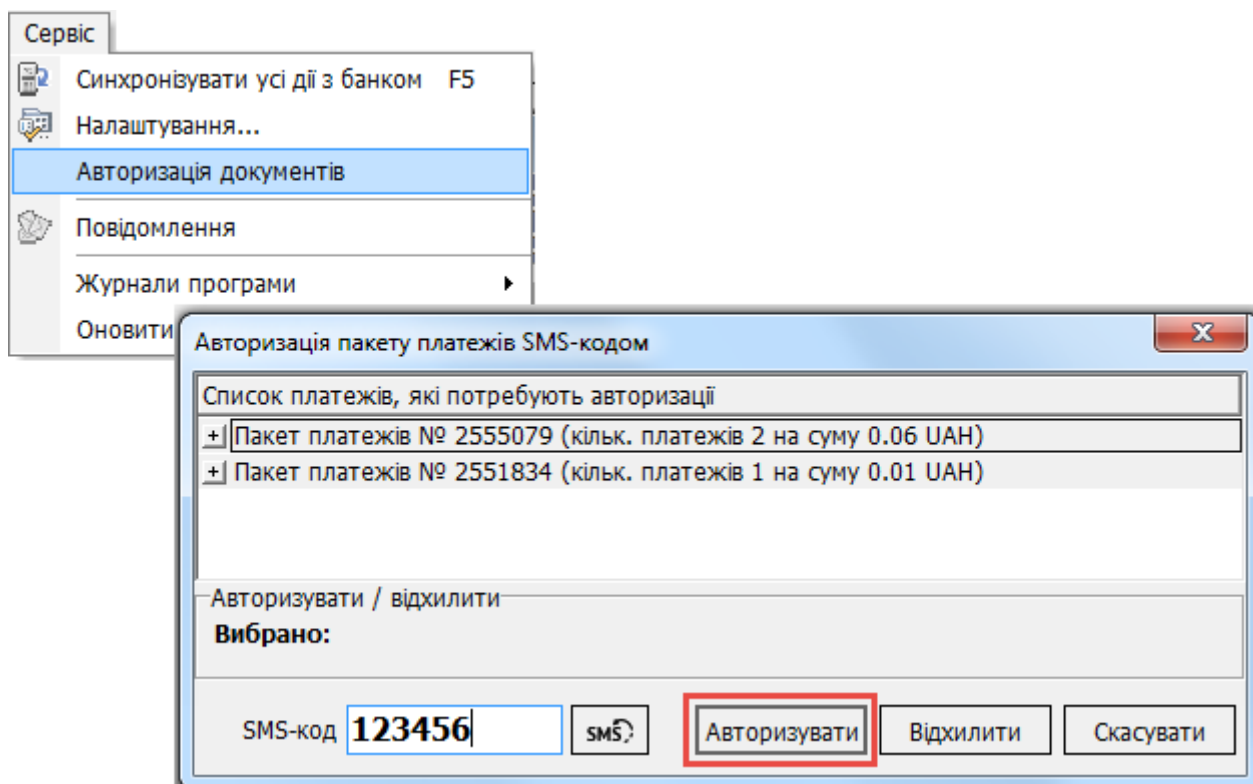 Сервіс
Синхронізувати усі дії з банком F5
Налаштування...
Авторизація документів
Повідомлення
Журнали програми
Оновити
Авторизація пакету платежів SMS-кодом
Список платежів, які потребують авторизації
Пакет платежів № 2555079 (кільк. платежів 2 на суму 0.06 UAH)
Пакет платежів № 2551834 (кільк. платежів 1 на суму 0.01 UAH)
Авторизувати / відхилити
Вибрано:
SMS-код 123456 SMS Авторизувати Відхилити Скасувати